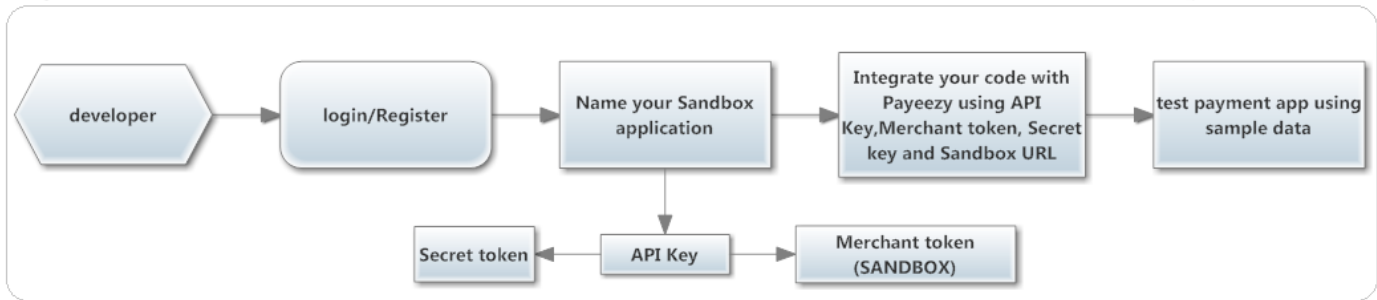 developer
login/Register
Name your Sandbox
application
Integrate your code with
Payeezy using API
Key,Merchant token, Secret
key and Sandbox URL
test payment app using
sample data
Secret token
API Key
Merchant token
(SANDBOX)